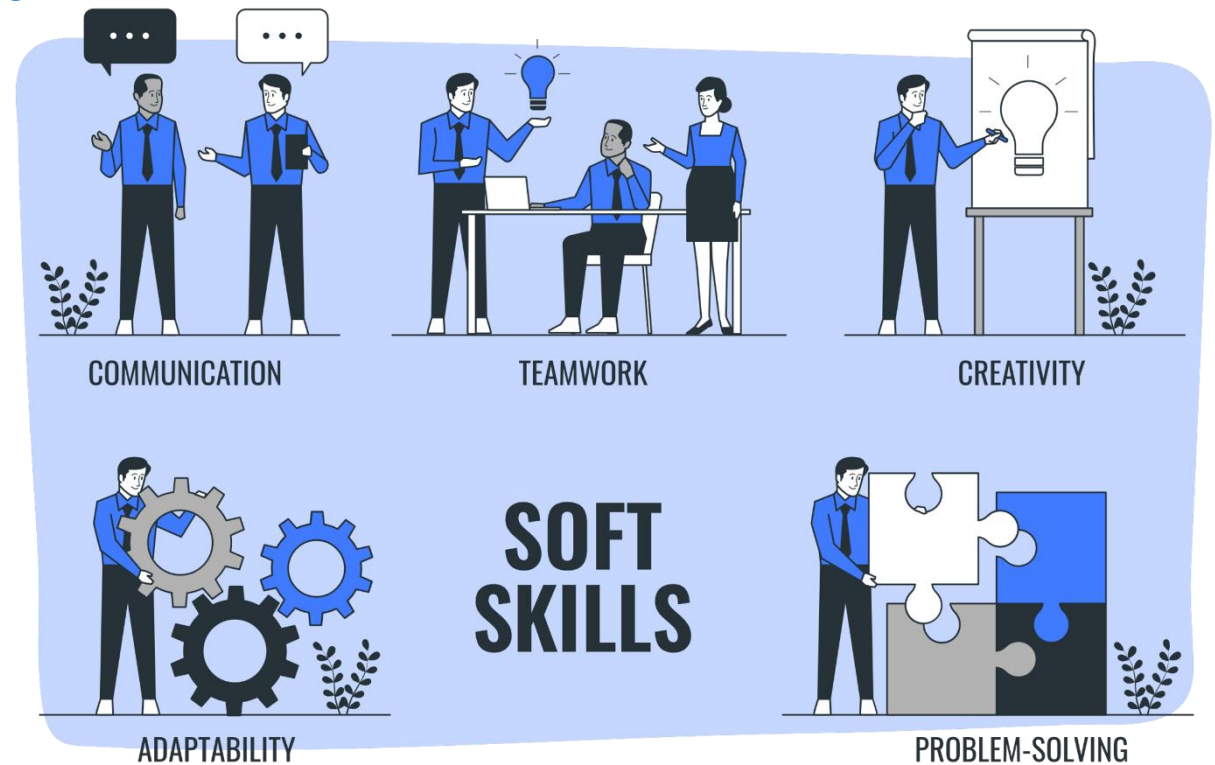 COMMUNICATION
TEAMWORK
CREATIVITY
SOFT
SKILLS
ADAPTABILITY
PROBLEM-SOLVING